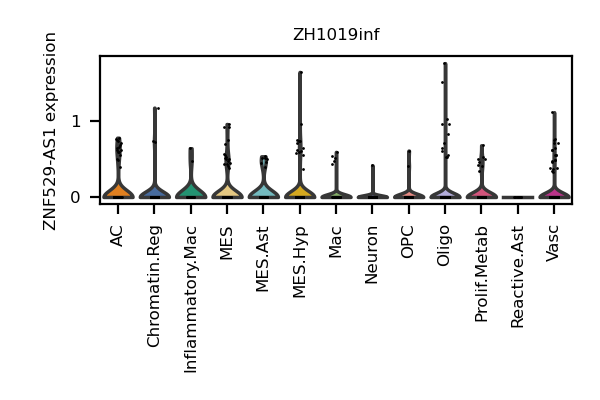 ZH1019inf
ZNF529-AS1 expression
1
0
AC
Chromatin.Reg
Inflammatory.Mac
MES
MES.Ast
MES.Hyp
Mac
Neuron
OPC
Oligo
Prolif.Metab
Reactive.Ast
Vasc